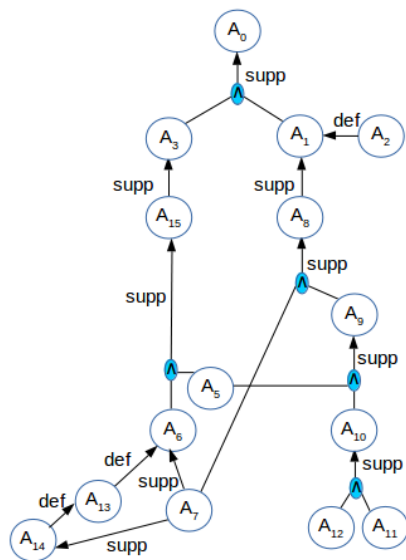 A0
supp
∧
A3 A1 def A2
supp supp
A15 A8
∧ supp
supp
A9
supp
∧ A5 ∧
A6 A10
def supp supp
∧
def A13 A7
A12 A11
A14
supp